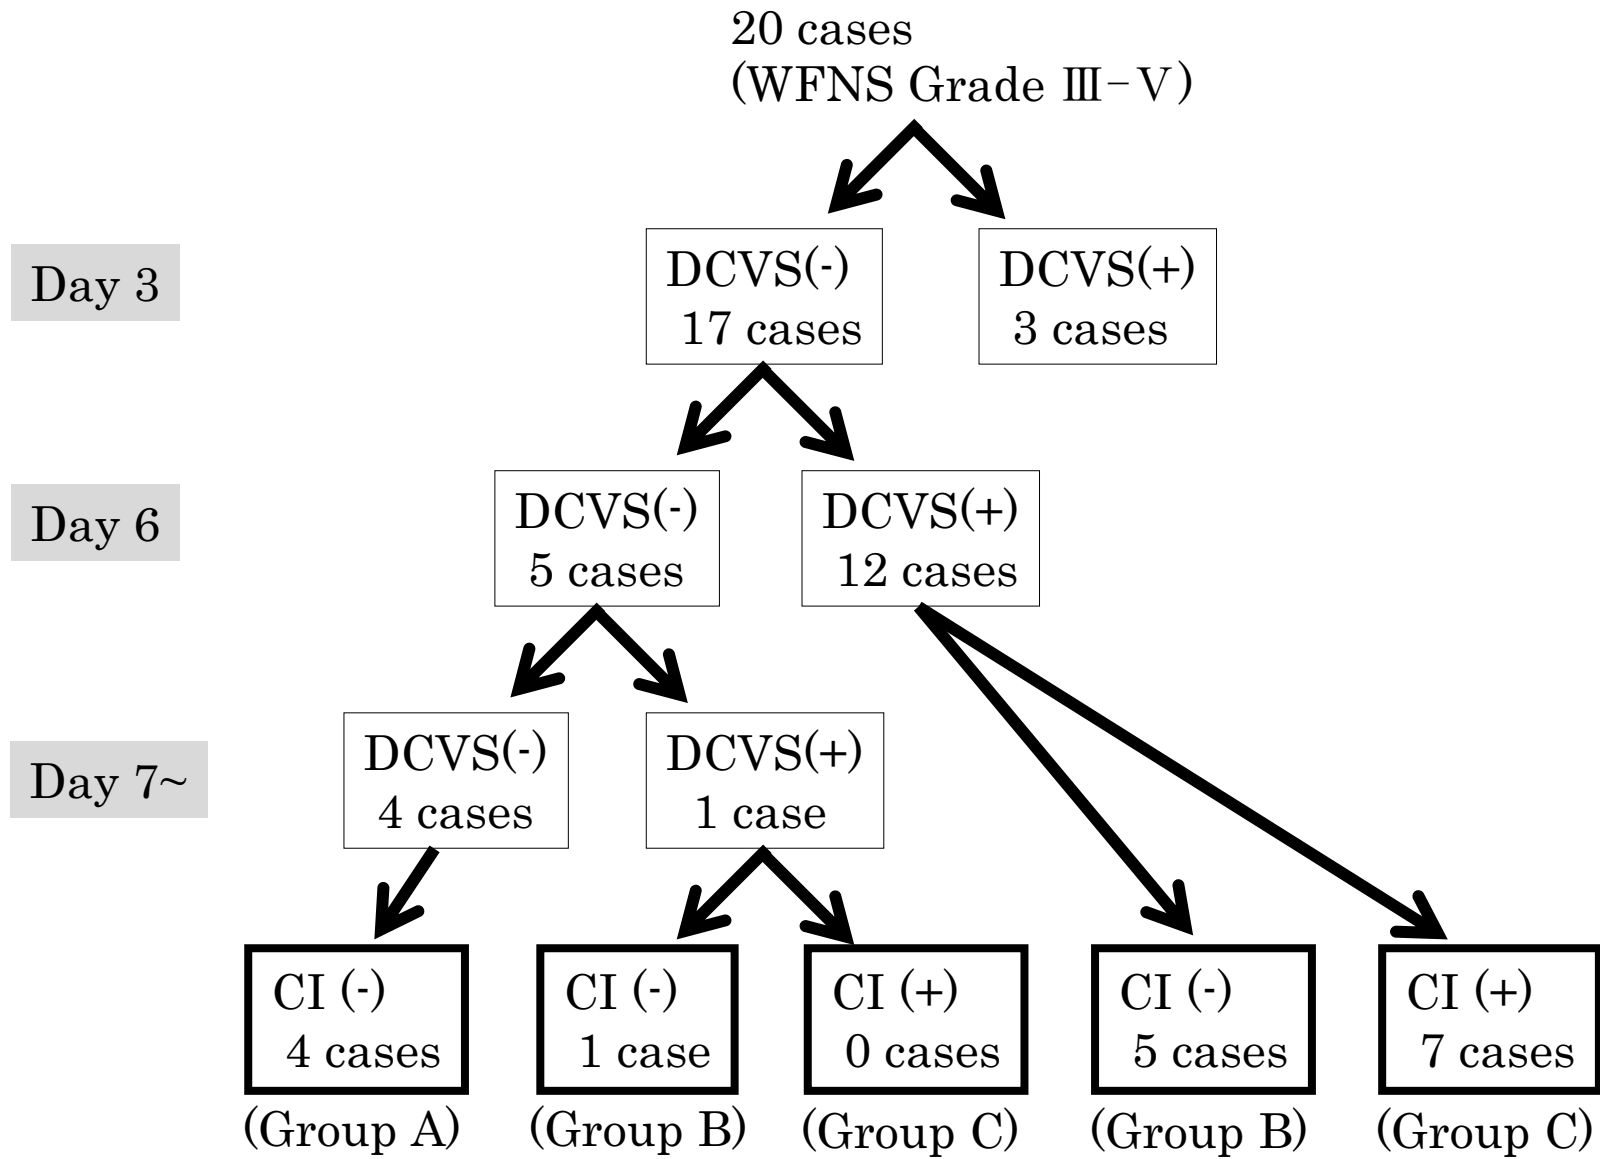 20 cases
(WFNS Grade Ⅲ-Ⅴ)
Day 3
DCVS(-)
17 cases
DCVS(+)
3 cases
Day 6
DCVS(-)
5 cases
DCVS(+)
12 cases
Day 7~
DCVS(-)
4 cases
DCVS(+)
1 case
CI (-)
4 cases
(Group A)
CI (-)
1 case
(Group B)
CI (+)
0 cases
(Group C)
CI (-)
5 cases
(Group B)
CI (+)
7 cases
(Group C)